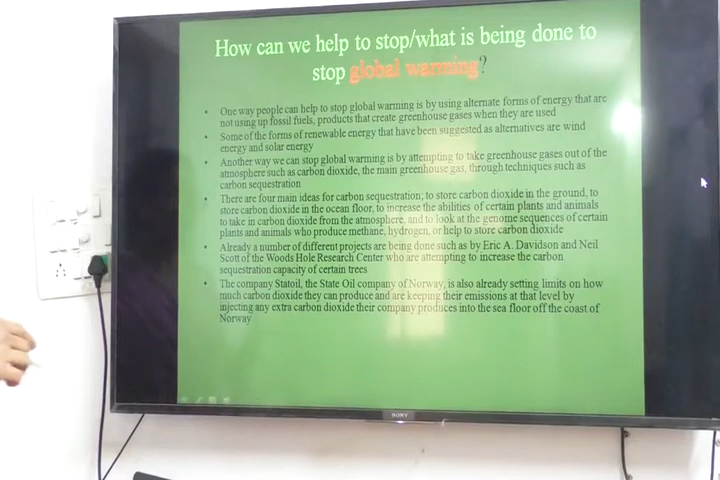 How can we help to stop/what is being done to
stop global warming?
• One way people can help to stop global warming is by using alternate forms of energy that are
not using up fossil fuels, products that create greenhouse gases when they are used
• Some of the forms of renewable energy that have been suggested as alternatives are wind
energy and solar energy
• Another way we can stop global warming is by attempting to take greenhouse gases out of the
atmosphere such as carbon dioxide, the main greenhouse gas, through techniques such as
carbon sequestration
• There are four main ideas for carbon sequestration; to store carbon dioxide in the ground, to
store carbon dioxide in the ocean floor, to increase the abilities of certain plants and animals
to take in carbon dioxide from the atmosphere, and to look at the genome sequences of certain
plants and animals who produce methane, hydrogen, or help to store carbon dioxide
• Already a number of different projects are being done such as by Eric A. Davidson and Neil
Scott of the Woods Hole Research Center who are attempting to increase the carbon
sequestration capacity of certain trees
• The company Statoil, the State Oil company of Norway, is also already setting limits on how
much carbon dioxide they can produce and are keeping their emissions at that level by
injecting any extra carbon dioxide their company produces into the sea floor off the coast of
Norway
SONY